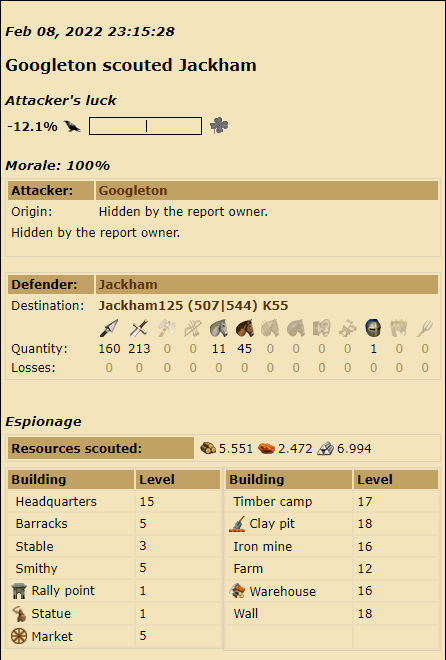 Feb 08, 2022 23:15:28
Googleton scouted Jackham
Attacker's luck
-12.1%
Morale: 100%
Attacker: Googleton
Origin: Hidden by the report owner.
Hidden by the report owner.
Defender: Jackham
Destination: Jackham125 (507|544) K55
Quantity: 160 213 0 0 11 45 0 0 0 0 1 0 0
Losses: 0 0 0 0 0 0 0 0 0 0 0 0 0
Espionage
Resources scouted: 5.551 2.472 6.994
Building Level
Headquarters 15
Barracks 5
Stable 3
Smithy 5
Rally point 1
Statue 1
Market 5
Building Level
Timber camp 17
Clay pit 18
Iron mine 16
Farm 12
Warehouse 16
Wall 18